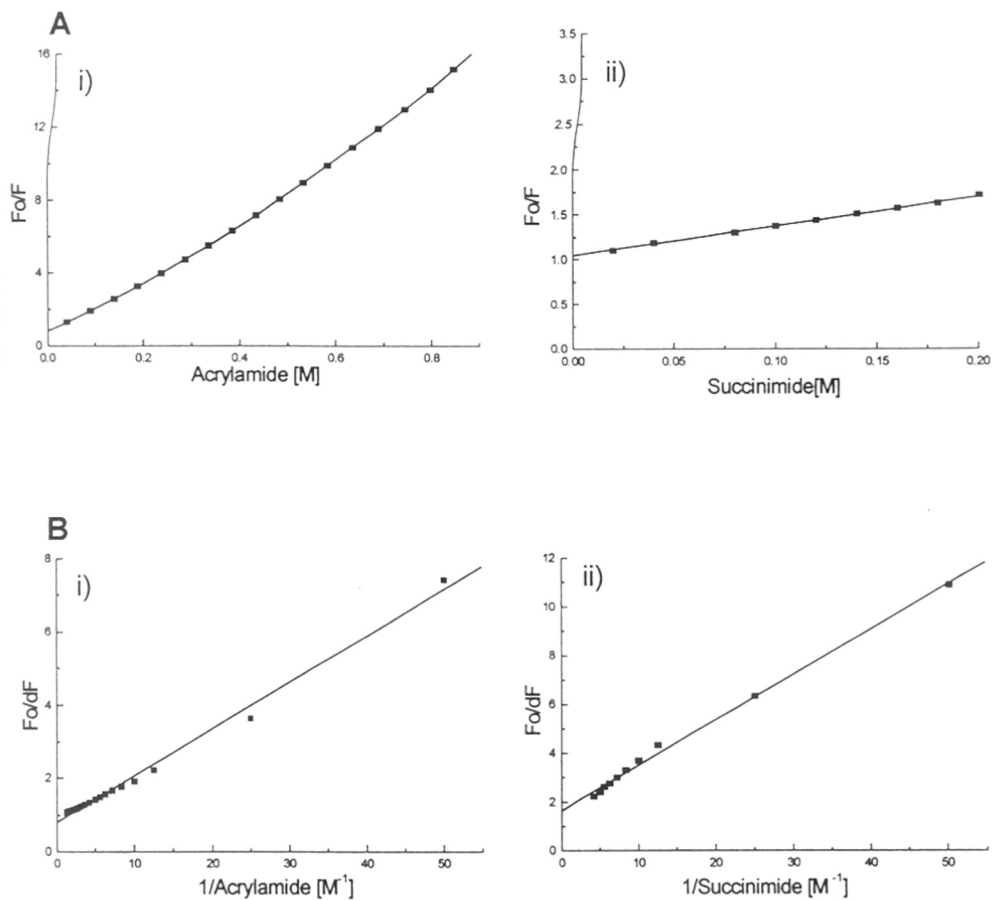 A
i)
16
12
8
4
0
Fo/F
0.0 0.2 0.4 0.6 0.8
Acrylamide [M]
ii)
3.5
3.0
2.5
2.0
1.5
1.0
0.5
0.0
Fo/F
0.00 0.05 0.10 0.15 0.20
Succinimide[M]
B
i)
8
6
4
2
0
Fo/dF
0 10 20 30 40 50
1/Acrylamide [M⁻¹]
ii)
12
10
8
6
4
2
0
Fo/dF
0 10 20 30 40 50
1/Succinimide [M⁻¹]